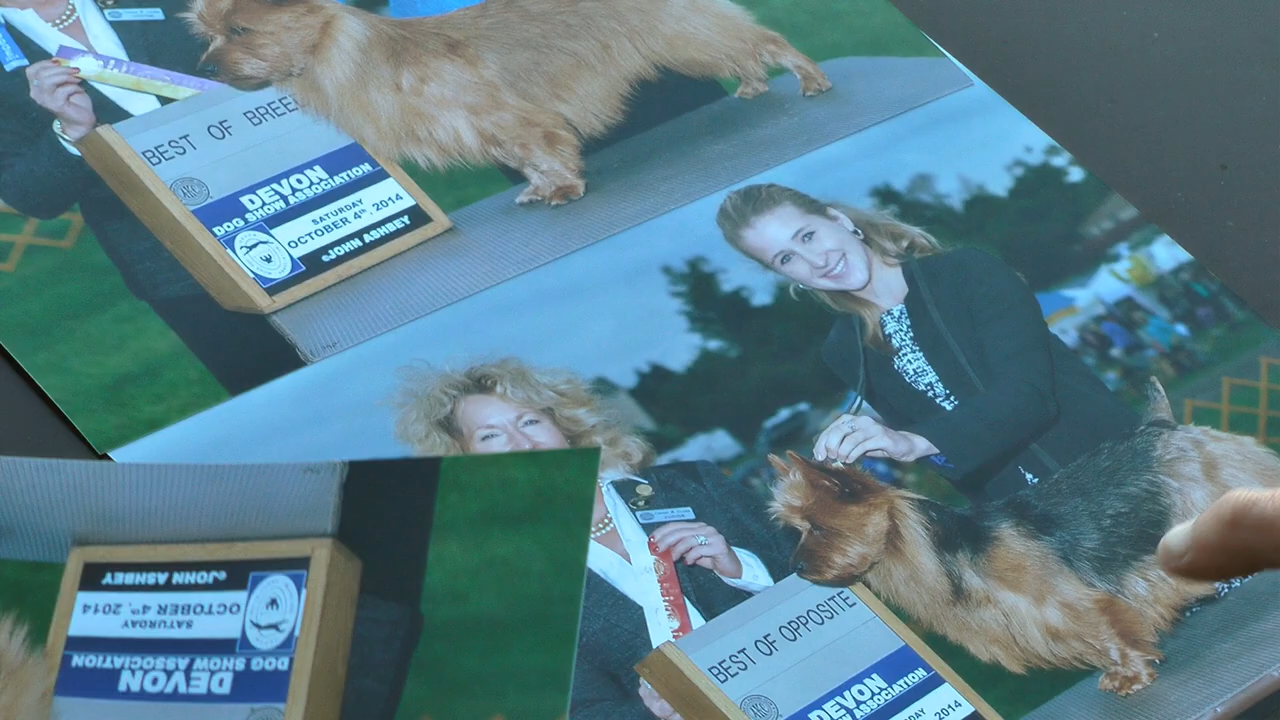 BEST OF BREE
AKC
DEVON
DOG SHOW ASSOCIATION
SATURDAY
OCTOBER 4th, 2014
©JOHN ASHBEY
BEST OF OPPOSITE
DEVON
ASSOCIATION
DAY
2014
©JOHN ASHBEY
OCTOBER 4th 2014
SATURDAY
DOG SHOW ASSOCIATION
DEVON